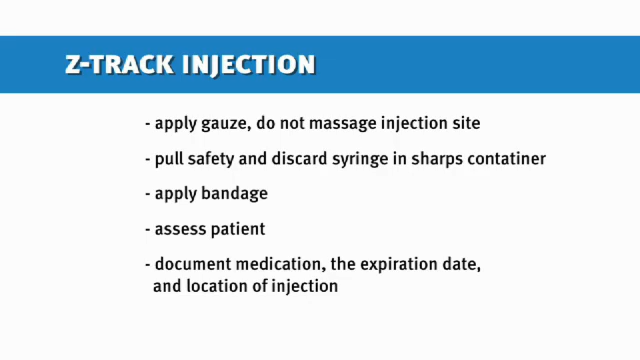 Z-TRACK INJECTION
- apply gauze, do not massage injection site
- pull safety and discard syringe in sharps contatiner
- apply bandage
- assess patient
- document medication, the expiration date,
and location of injection